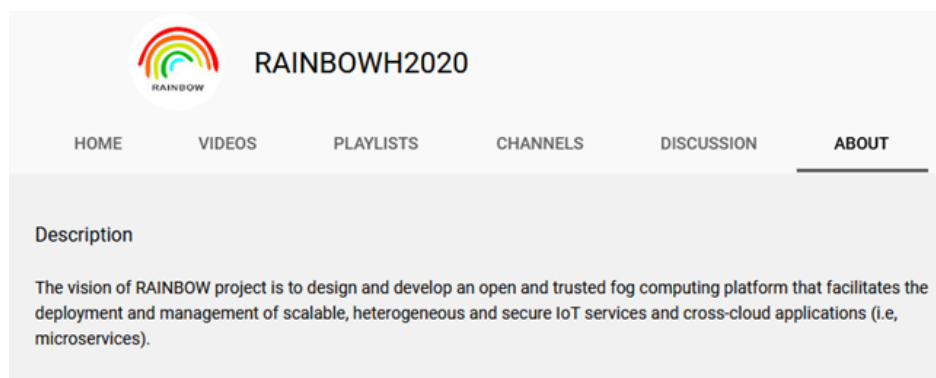 RAINBOW
RAINBOWH2020
HOME VIDEOS PLAYLISTS CHANNELS DISCUSSION ABOUT
Description
The vision of RAINBOW project is to design and develop an open and trusted fog computing platform that facilitates the
deployment and management of scalable, heterogeneous and secure IoT services and cross-cloud applications (i.e,
microservices).